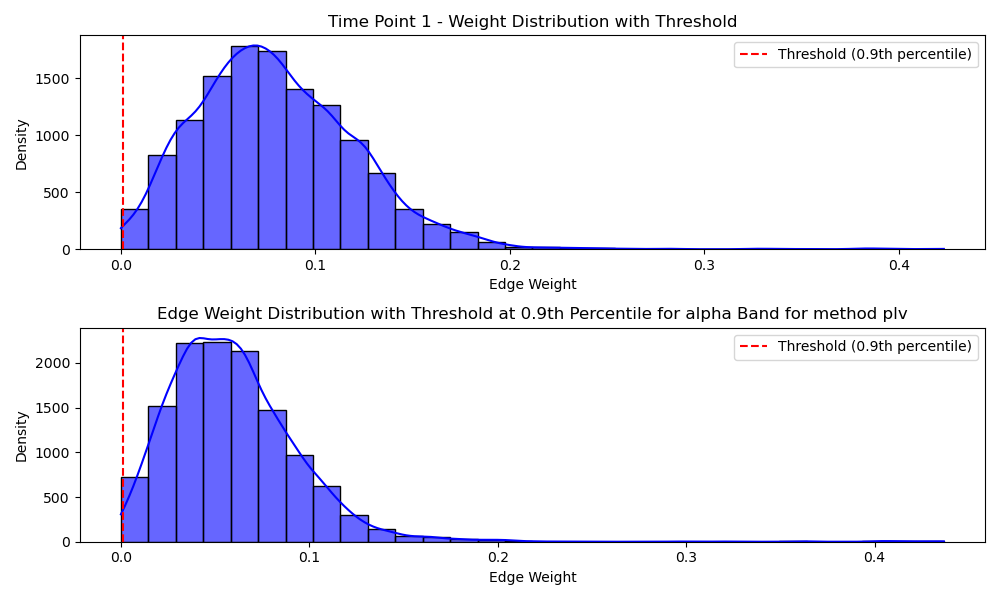 Time Point 1 - Weight Distribution with Threshold
Threshold (0.9th percentile)
Density
1500
1000
500
0
0.0 0.1 0.2 0.3 0.4
Edge Weight
Edge Weight Distribution with Threshold at 0.9th Percentile for alpha Band for method plv
Threshold (0.9th percentile)
Density
2000
1500
1000
500
0
0.0 0.1 0.2 0.3 0.4
Edge Weight